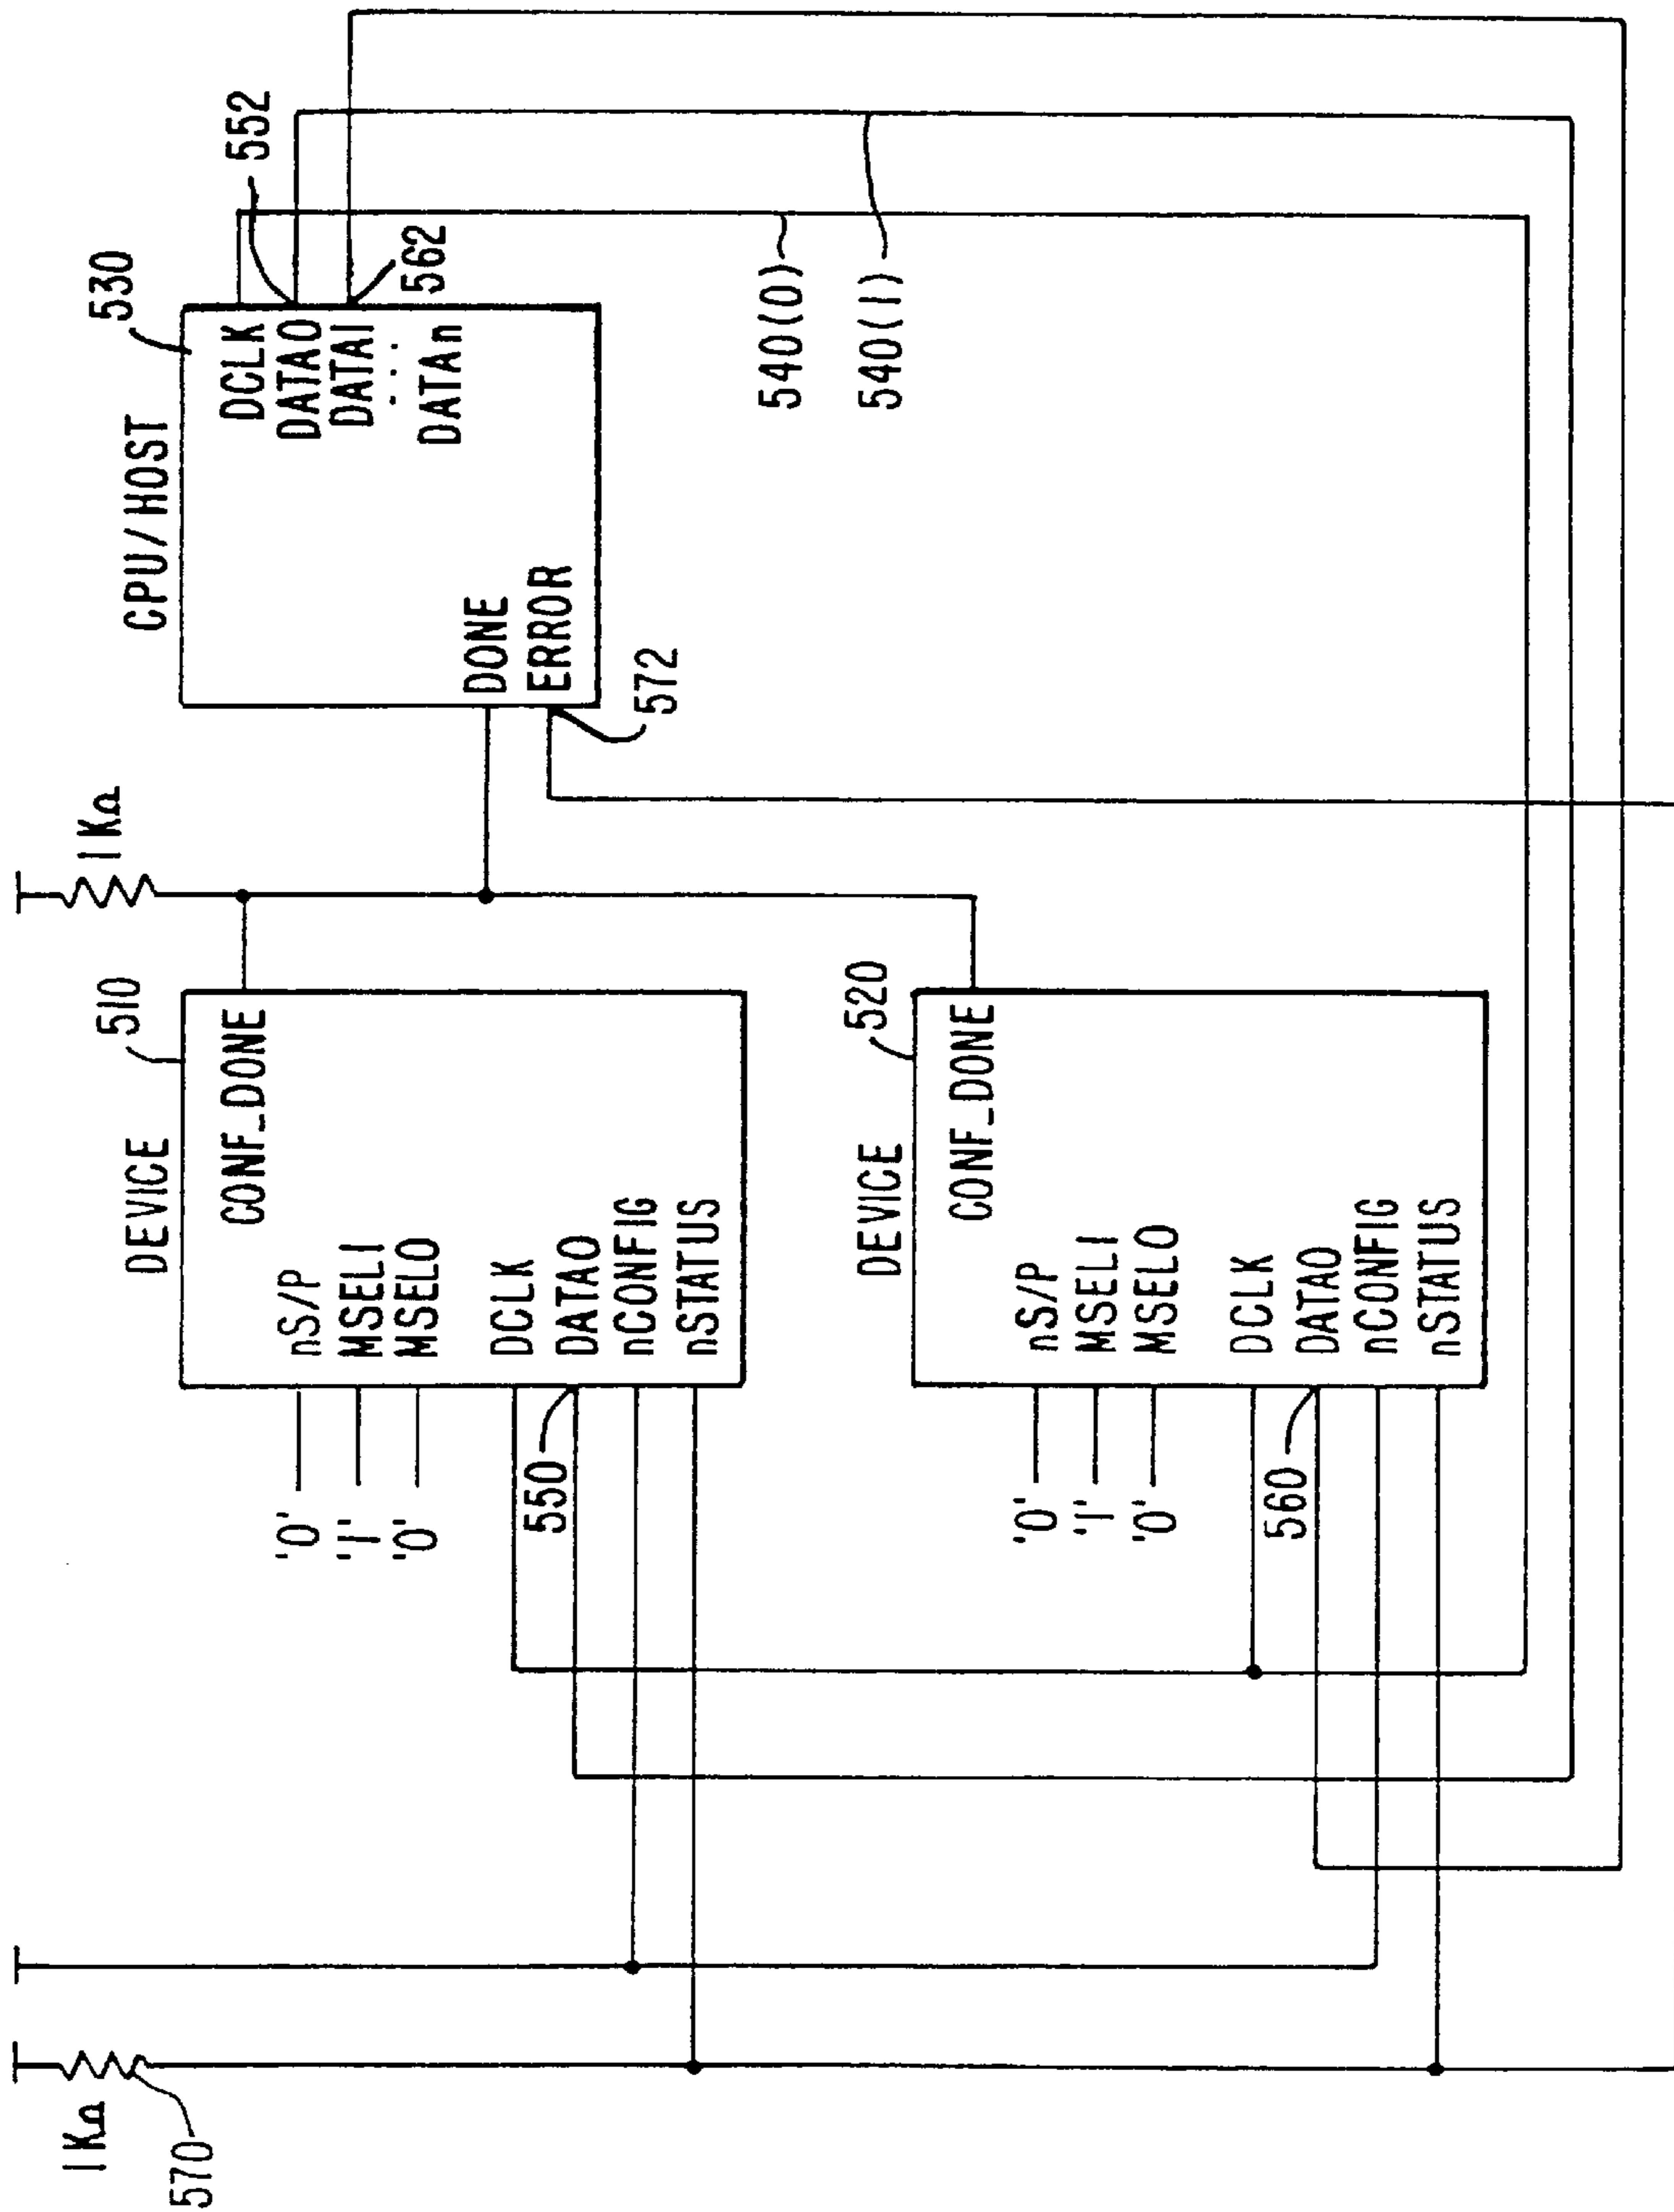 1KΩ
570
1KΩ
DEVICE
510
'0'
'1'
'0'
nS/P
MSEL1
MSEL0
CONF_DONE
550
DCLK
DATA0
nCONFIG
nSTATUS
DEVICE
520
'0'
'1'
'0'
nS/P
MSEL1
MSEL0
CONF_DONE
560
DCLK
DATA0
nCONFIG
nSTATUS
CPU/HOST
530
DCLK
DATA0
DATA1
...
DATAn
552
562
DONE
ERROR
572
540(0)
540(1)